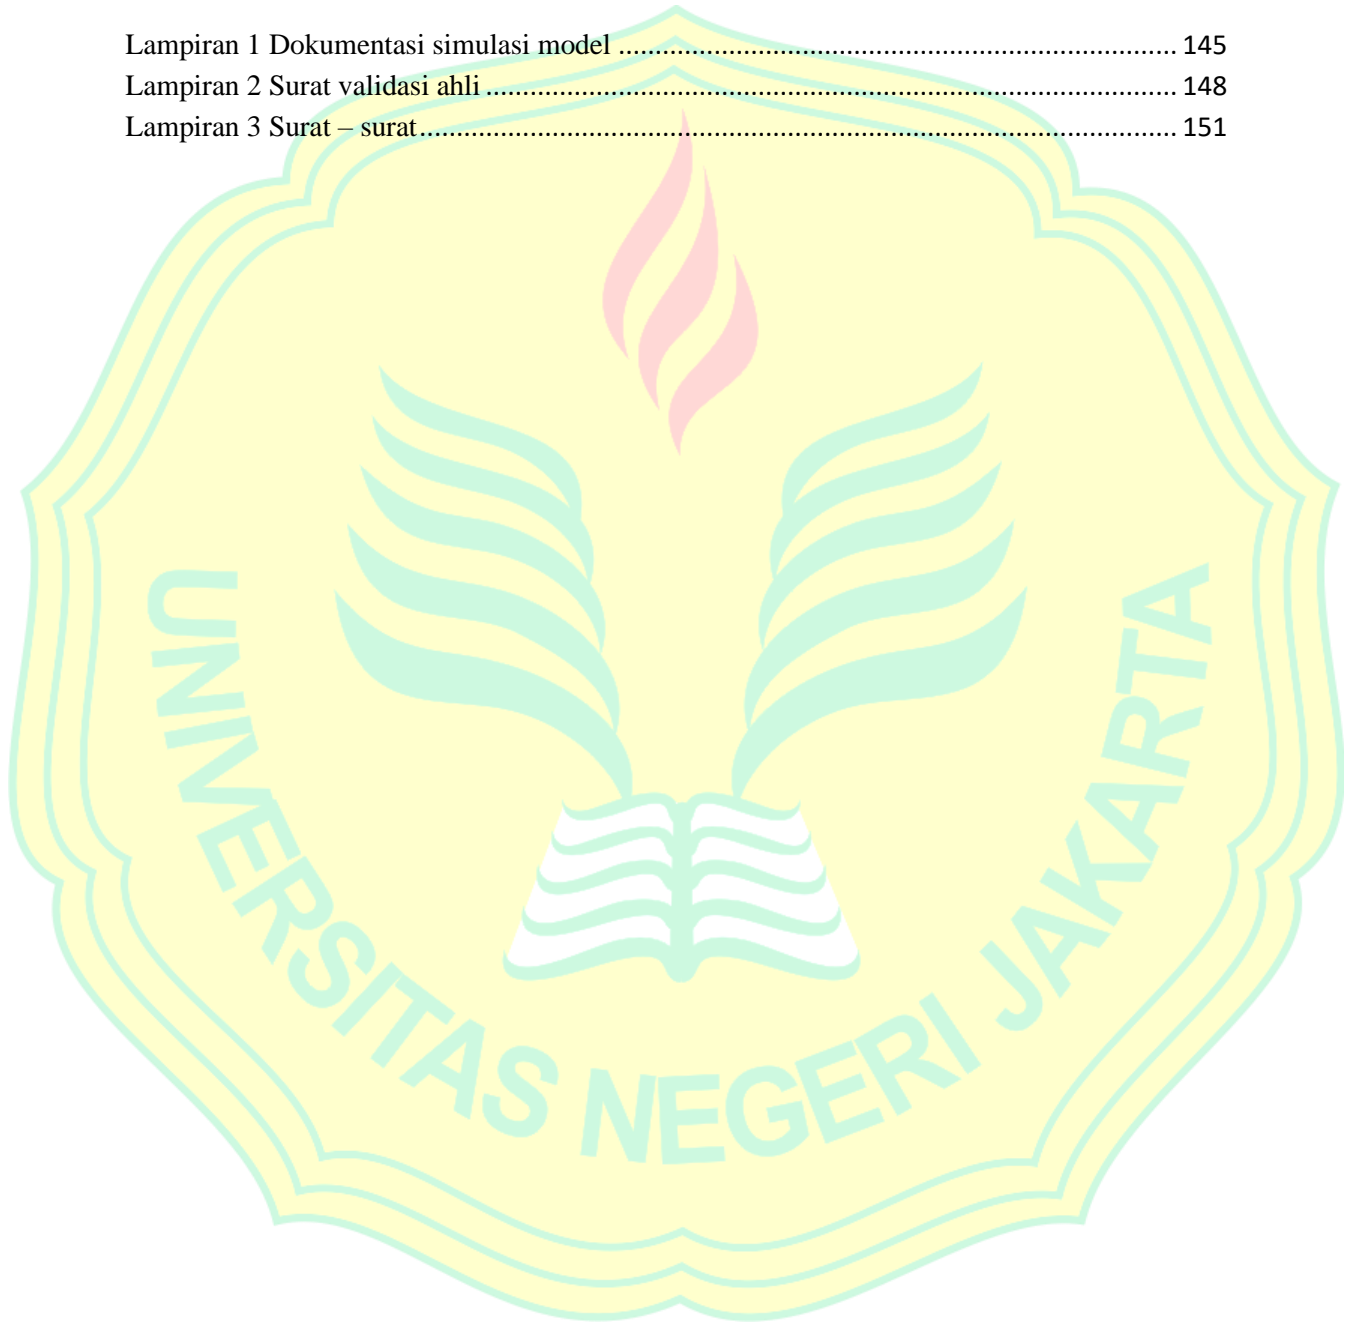 Lampiran 1 Dokumentasi simulasi model ........................................................................... 145
Lampiran 2 Surat validasi ahli ............................................................................................. 148
Lampiran 3 Surat – surat...................................................................................................... 151
UNIVERSITAS NEGERI JAKARTA